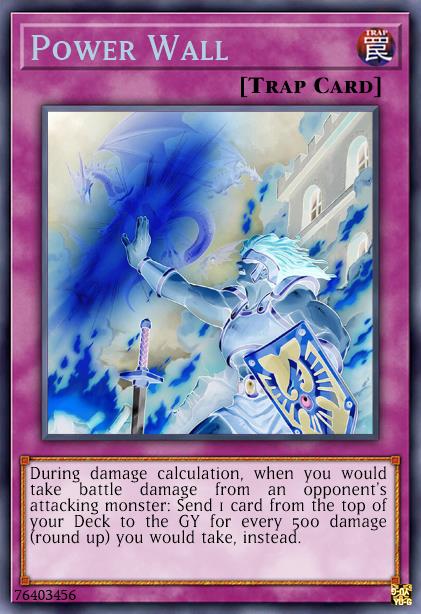 Power Wall
TRAP
罠
[Trap Card]
During damage calculation, when you would
take battle damage from an opponent's
attacking monster: Send 1 card from the top of
your Deck to the GY for every 500 damage
(round up) you would take, instead.
76403456